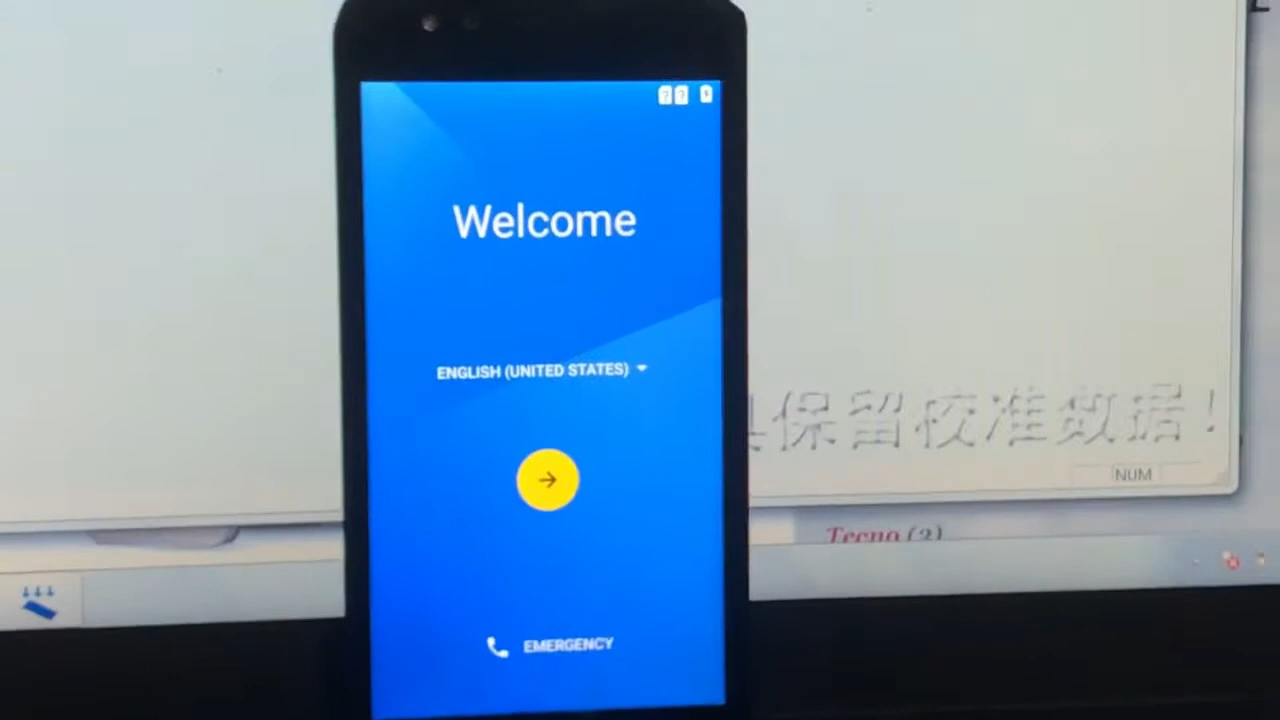 Welcome
ENGLISH (UNITED STATES)
保留校准数据!
NUM
Tecno (2)
EMERGENCY